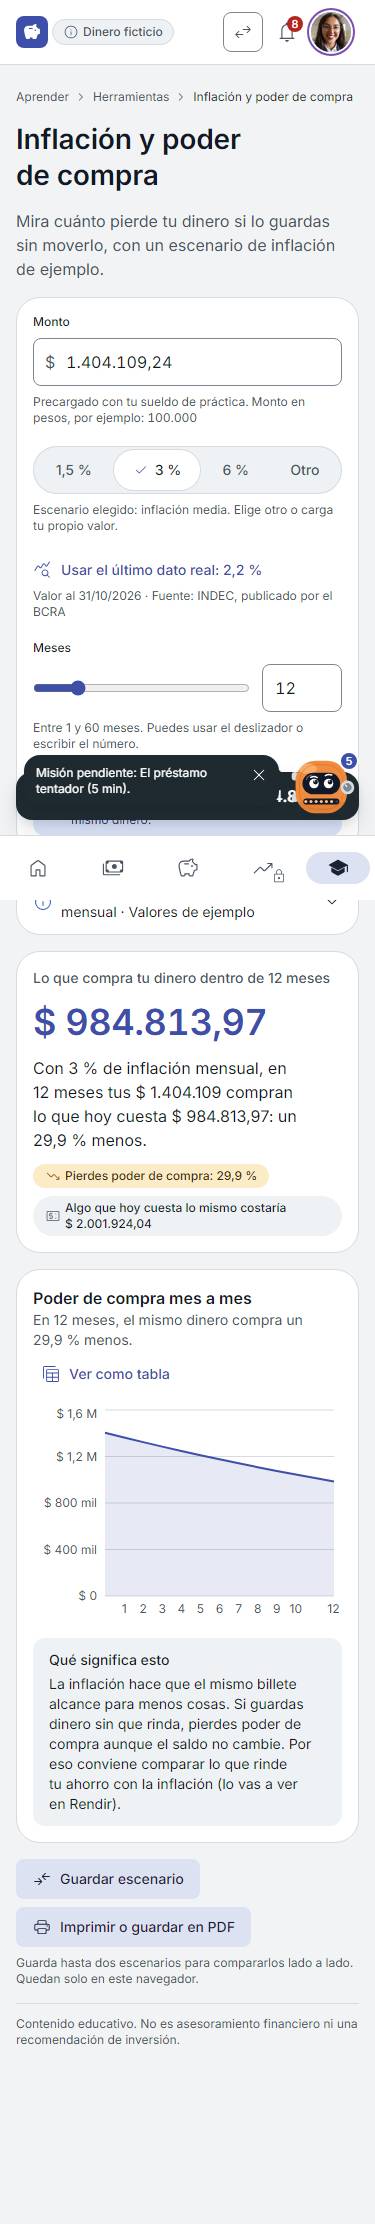 Dinero ficticio
8
Aprender > Herramientas > Inflación y poder de compra
Inflación y poder
de compra
Mira cuánto pierde tu dinero si lo guardas
sin moverlo, con un escenario de inflación
de ejemplo.
Monto
$ 1.404.109,24
Precargado con tu sueldo de práctica. Monto en
pesos, por ejemplo: 100.000
1,5 % 3 % 6 % Otro
Escenario elegido: inflación media. Elige otro o carga
tu propio valor.
Usar el último dato real: 2,2 %
Valor al 31/10/2026 · Fuente: INDEC, publicado por el
BCRA
Meses
12
Entre 1 y 60 meses. Puedes usar el deslizador o
escribir el número.
Misión pendiente: El préstamo
tentador (5 min).
5
mismo dinero.
mensual · Valores de ejemplo
Lo que compra tu dinero dentro de 12 meses
$ 984.813,97
Con 3 % de inflación mensual, en
12 meses tus $ 1.404.109 compran
lo que hoy cuesta $ 984.813,97: un
29,9 % menos.
Pierdes poder de compra: 29,9 %
Algo que hoy cuesta lo mismo costaría
$ 2.001.924,04
Poder de compra mes a mes
En 12 meses, el mismo dinero compra un
29,9 % menos.
Ver como tabla
$ 1,6 M
$ 1,2 M
$ 800 mil
$ 400 mil
$ 0
1 2 3 4 5 6 7 8 9 10 12
Qué significa esto
La inflación hace que el mismo billete
alcance para menos cosas. Si guardas
dinero sin que rinda, pierdes poder de
compra aunque el saldo no cambie. Por
eso conviene comparar lo que rinde
tu ahorro con la inflación (lo vas a ver
en Rendir).
Guardar escenario
Imprimir o guardar en PDF
Guarda hasta dos escenarios para compararlos lado a lado.
Quedan solo en este navegador.
Contenido educativo. No es asesoramiento financiero ni una
recomendación de inversión.